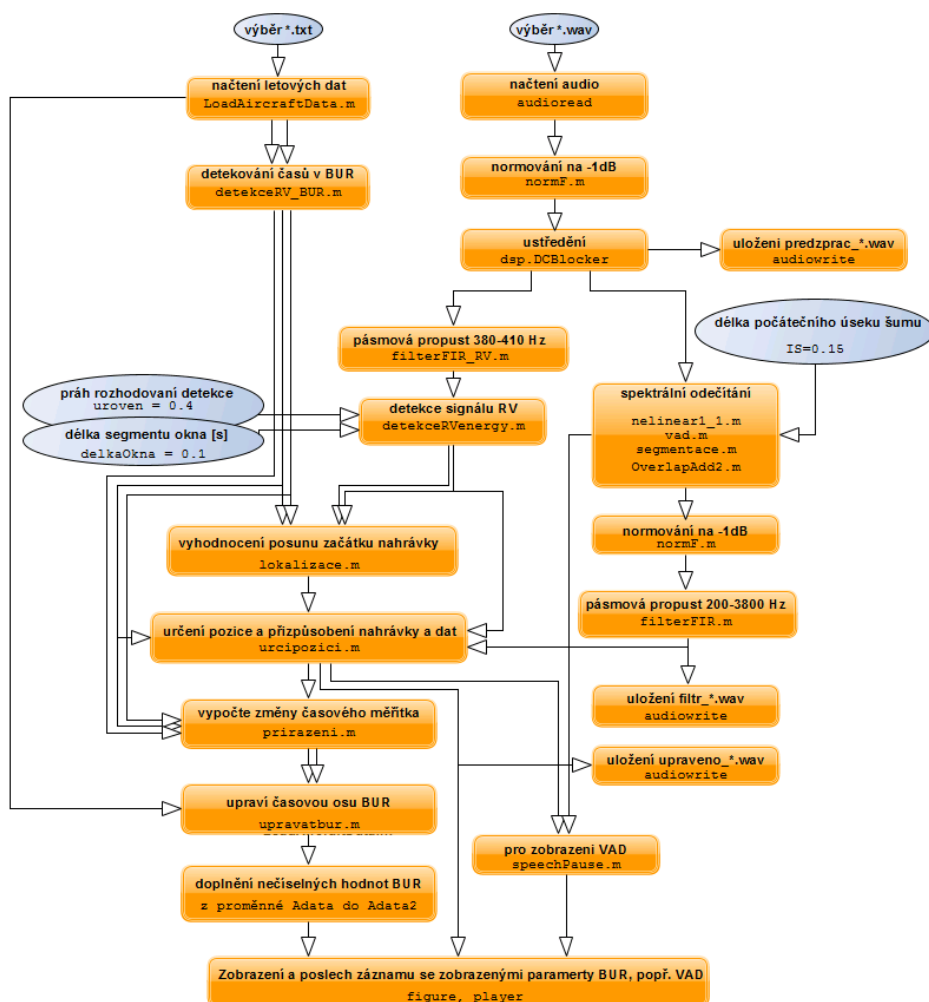 výběr *.txt
výběr *.wav
načtení letových dat
LoadAircraftData.m
načtení audio
audioread
detekování časů v BUR
detekceRV_BUR.m
normování na -1dB
normF.m
ustředění
dsp.DCBlocker
uloženi predzprac_*.wav
audiowrite
pásmová propust 380-410 Hz
filterFIR_RV.m
délka počátečního úseku šumu
IS=0.15
práh rozhodovaní detekce
uroven = 0.4
délka segmentu okna [s]
delkaOkna = 0.1
detekce signálu RV
detekceRVenergy.m
spektrální odečítání
nelinear1_1.m
vad.m
segmentace.m
OverlapAdd2.m
vyhodnocení posunu začátku nahrávky
lokalizace.m
normování na -1dB
normF.m
pásmová propust 200-3800 Hz
filterFIR.m
určení pozice a přizpůsobení nahrávky a dat
urcipozici.m
uložení filtr_*.wav
audiowrite
vypočte změny časového měřítka
prirazeni.m
uložení upraveno_*.wav
audiowrite
upraví časovou osu BUR
upravatbur.m
pro zobrazeni VAD
speechPause.m
doplnění nečíselných hodnot BUR
z proměnné Adata do Adata2
Zobrazení a poslech záznamu se zobrazenými paramerty BUR, popř. VAD
figure, player